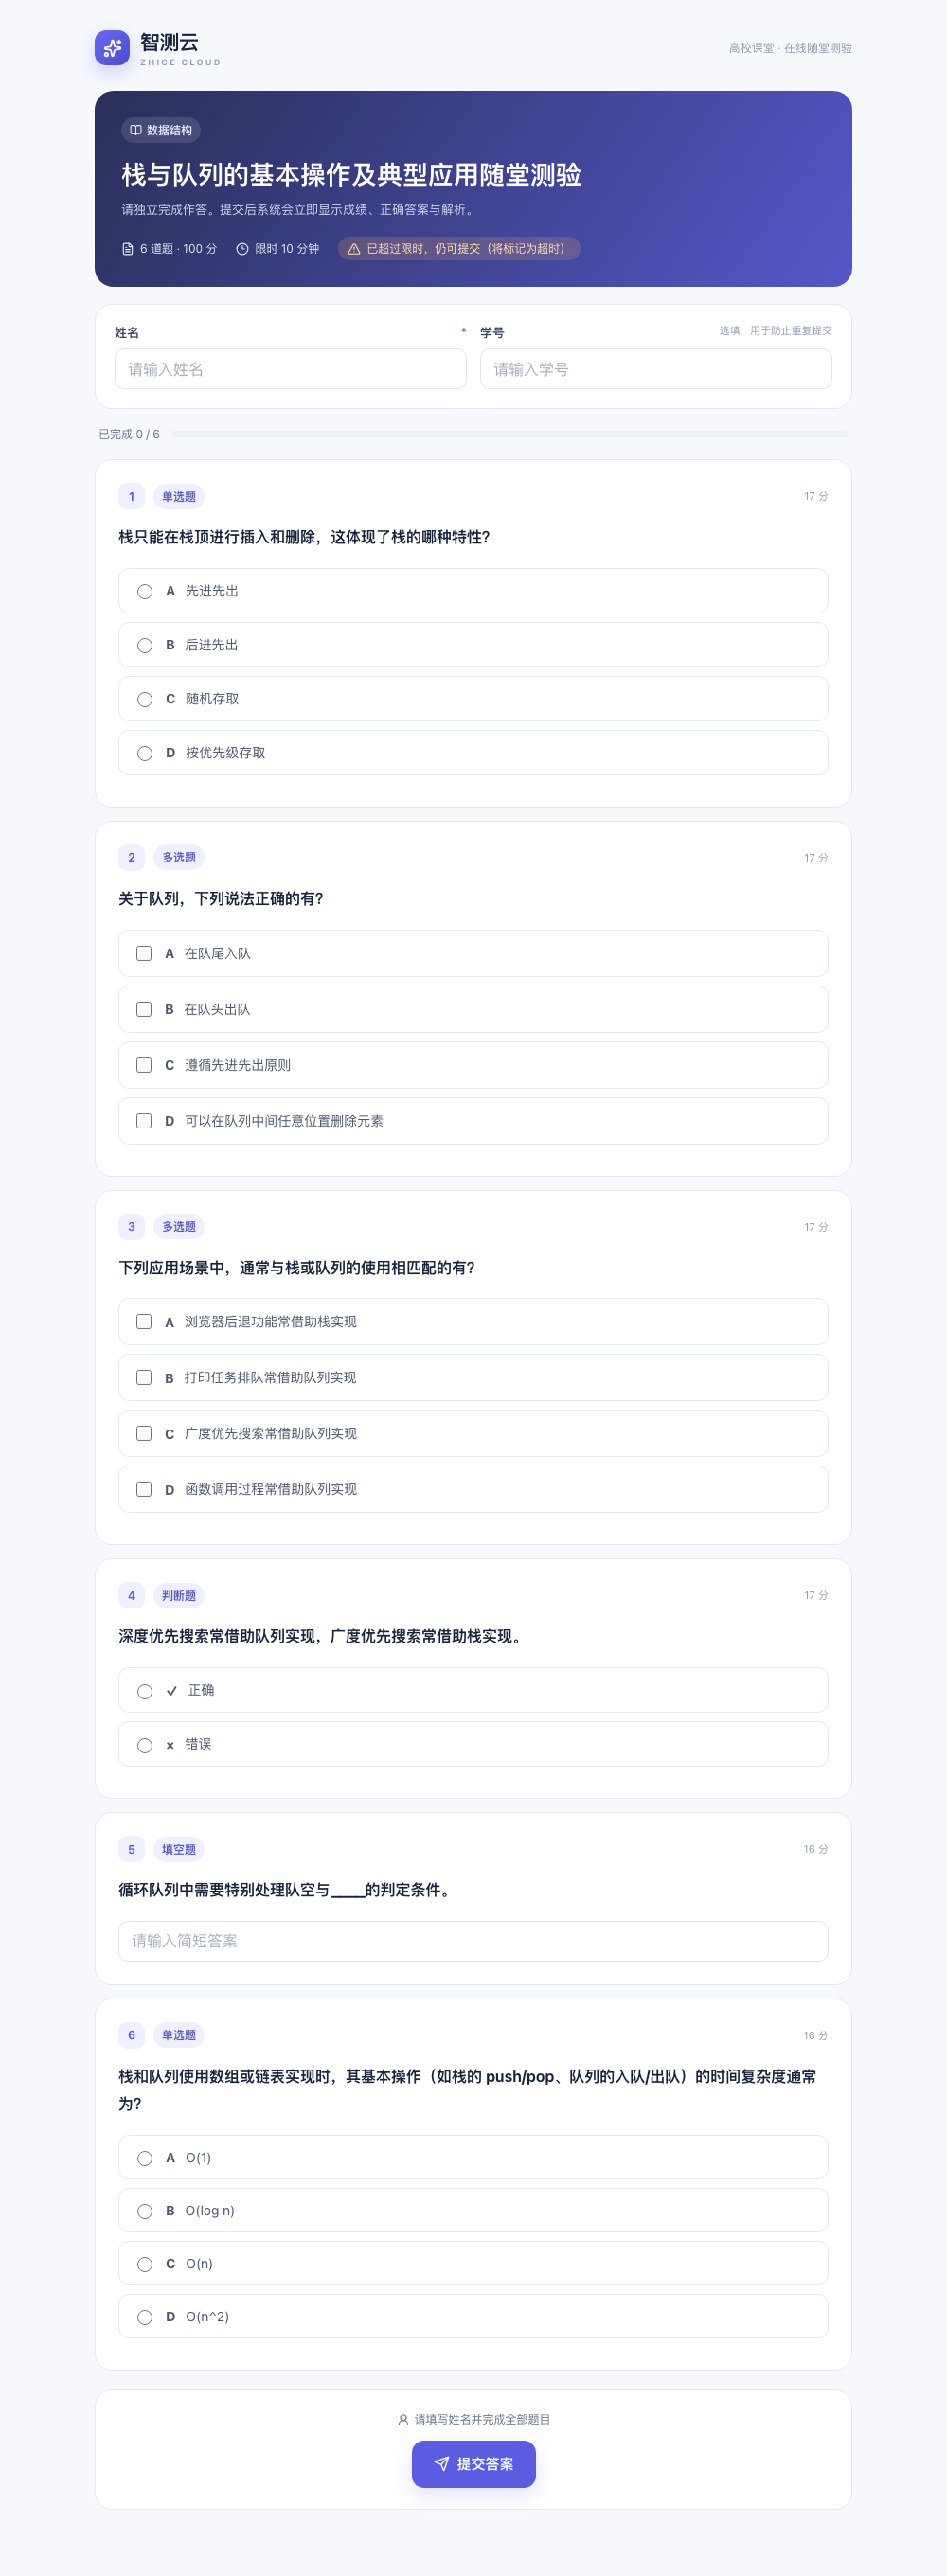 智测云
ZHICE CLOUD
高校课堂 · 在线随堂测验
数据结构
栈与队列的基本操作及典型应用随堂测验
请独立完成作答。提交后系统会立即显示成绩、正确答案与解析。
6 道题 · 100 分
限时 10 分钟
已超过限时，仍可提交（将标记为超时）
姓名 *
学号
选填，用于防止重复提交
请输入姓名
请输入学号
已完成 0 / 6
1 单选题 17 分
栈只能在栈顶进行插入和删除，这体现了栈的哪种特性？
A 先进先出
B 后进先出
C 随机存取
D 按优先级存取
2 多选题 17 分
关于队列，下列说法正确的有？
A 在队尾入队
B 在队头出队
C 遵循先进先出原则
D 可以在队列中间任意位置删除元素
3 多选题 17 分
下列应用场景中，通常与栈或队列的使用相匹配的有？
A 浏览器后退功能常借助栈实现
B 打印任务排队常借助队列实现
C 广度优先搜索常借助队列实现
D 函数调用过程常借助队列实现
4 判断题 17 分
深度优先搜索常借助队列实现，广度优先搜索常借助栈实现。
✓ 正确
× 错误
5 填空题 16 分
循环队列中需要特别处理队空与____的判定条件。
请输入简短答案
6 单选题 16 分
栈和队列使用数组或链表实现时，其基本操作（如栈的 push/pop、队列的入队/出队）的时间复杂度通常
为？
A O(1)
B O(log n)
C O(n)
D O(n^2)
请填写姓名并完成全部题目
提交答案